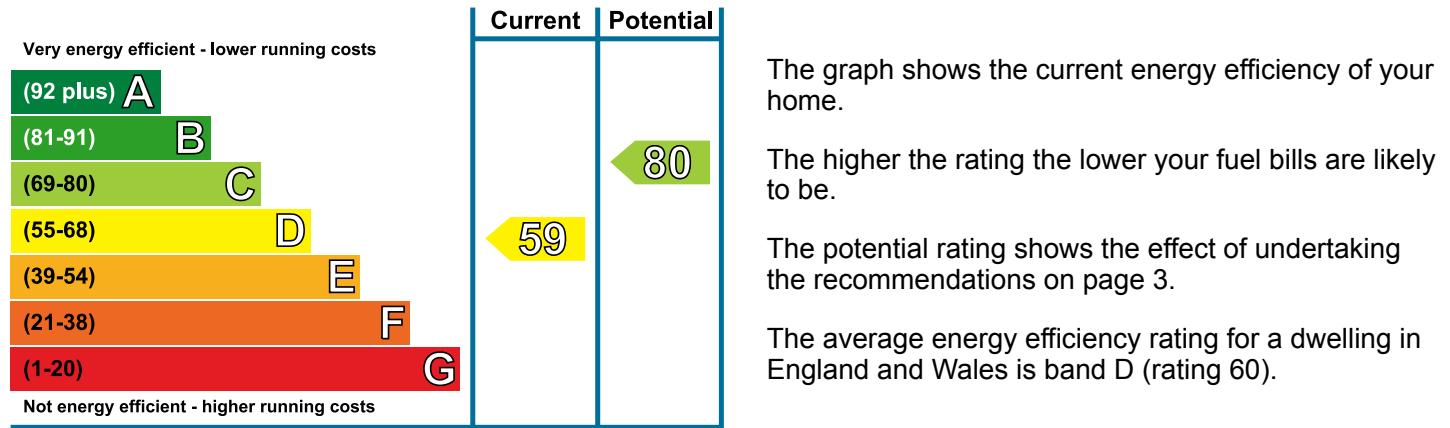 Current Potential
Very energy efficient - lower running costs
(92 plus) A
(81-91) B
(69-80) C
(55-68) D
(39-54) E
(21-38) F
(1-20) G
Not energy efficient - higher running costs
59
80
The graph shows the current energy efficiency of your
home.
The higher the rating the lower your fuel bills are likely
to be.
The potential rating shows the effect of undertaking
the recommendations on page 3.
The average energy efficiency rating for a dwelling in
England and Wales is band D (rating 60).